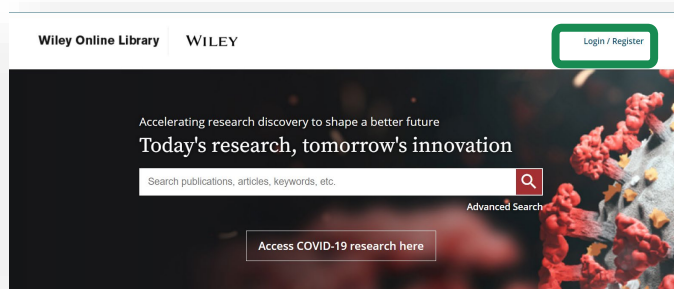 Wiley Online Library WILEY Login / Register
Accelerating research discovery to shape a better future
Today's research, tomorrow's innovation
Search publications, articles, keywords, etc.
Advanced Search
Access COVID-19 research here